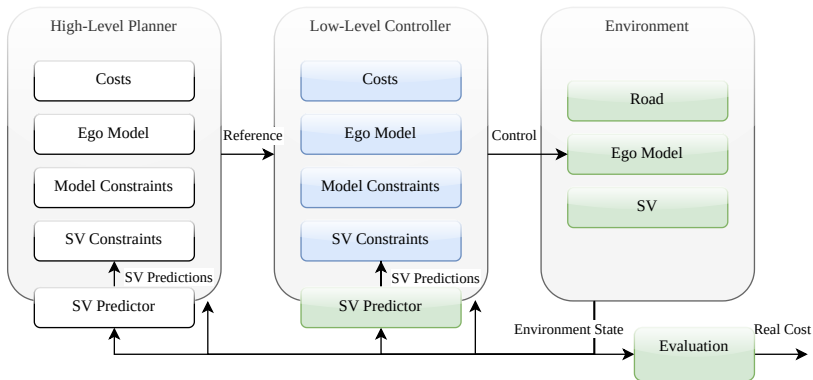 High-Level Planner
Costs
Ego Model
Model Constraints
SV Constraints
SV Predictions
SV Predictor
Reference
Low-Level Controller
Costs
Ego Model
Model Constraints
SV Constraints
SV Predictions
SV Predictor
Control
Environment
Road
Ego Model
SV
Environment State
Evaluation
Real Cost